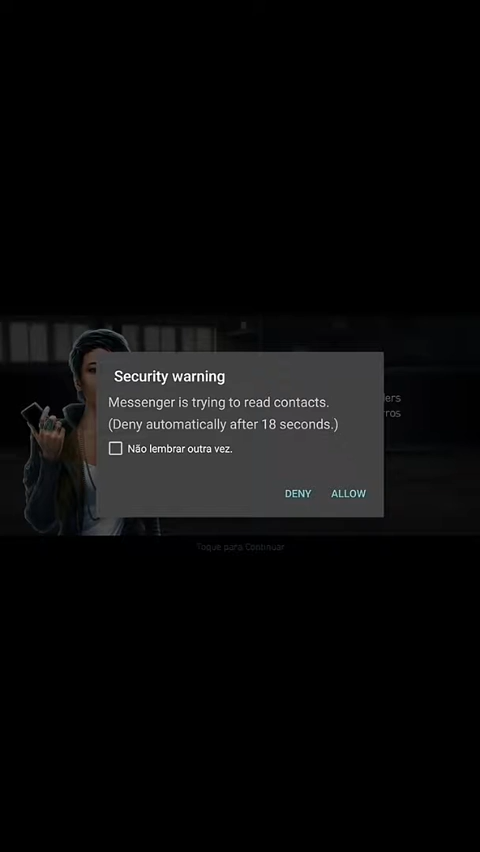 Security warning
Messenger is trying to read contacts.
(Deny automatically after 18 seconds.)
Não lembrar outra vez.
DENY ALLOW
Toque para Continuar